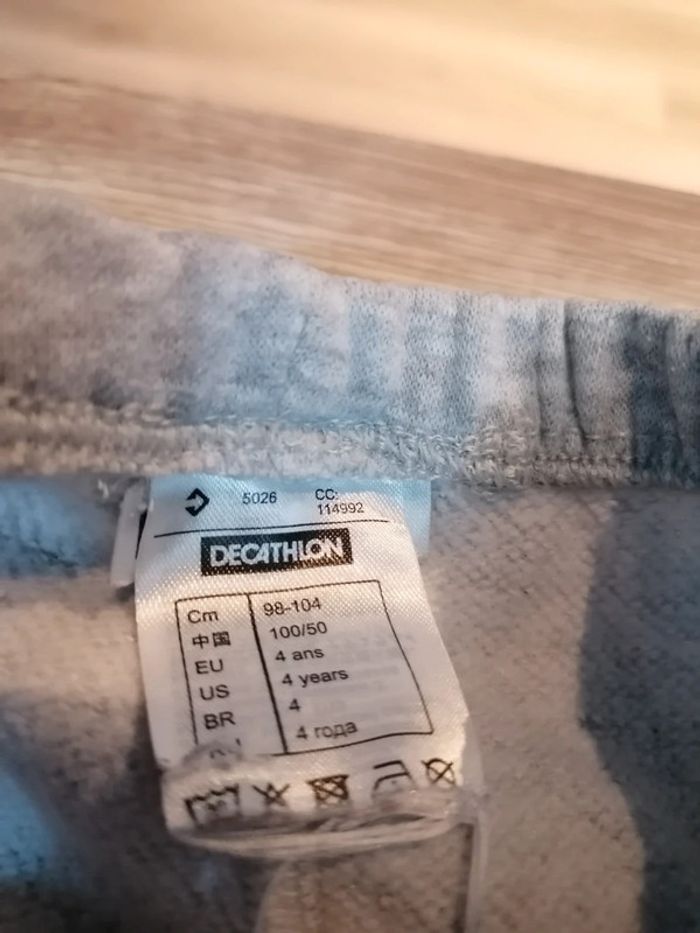 5026 CC:
114992
DECATHLON
Cm 98-104
中国 100/50
EU 4 ans
US 4 years
BR 4
4 года